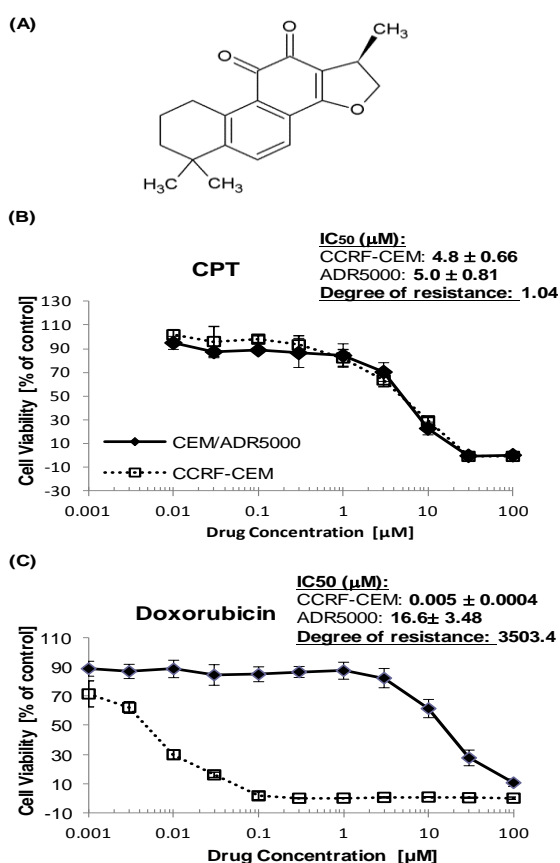 (A)
CH₃
O
O
O
H₃C
CH₃
(B)
CPT
IC₅₀ (µM):
CCRF-CEM: 4.8 ± 0.66
ADR5000: 5.0 ± 0.81
Degree of resistance: 1.04
Cell Viability [% of control]
130
110
90
70
50
30
10
-10
-30
CEM/ADR5000
CCRF-CEM
0.001 0.01 0.1 1 10 100
Drug Concentration [µM]
(C)
Doxorubicin
IC50 (µM):
CCRF-CEM: 0.005 ± 0.0004
ADR5000: 16.6± 3.48
Degree of resistance: 3503.4
Cell Viability [% of control]
110
90
70
50
30
10
-10
0.001 0.01 0.1 1 10 100
Drug Concentration [µM]